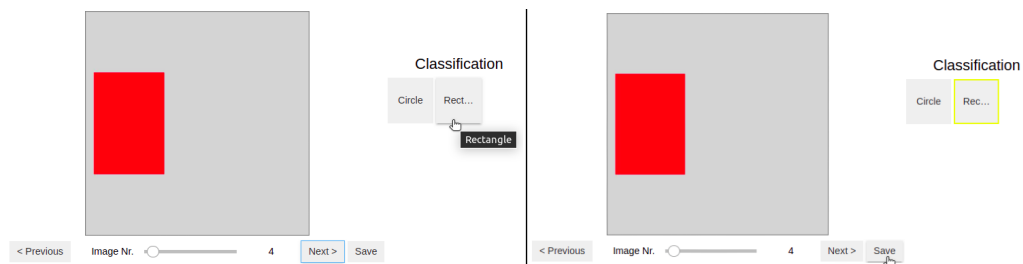 Classification
Circle Rect...
Rectangle
< Previous Image Nr. 4 Next > Save
Classification
Circle Rec...
< Previous Image Nr. 4 Next > Save